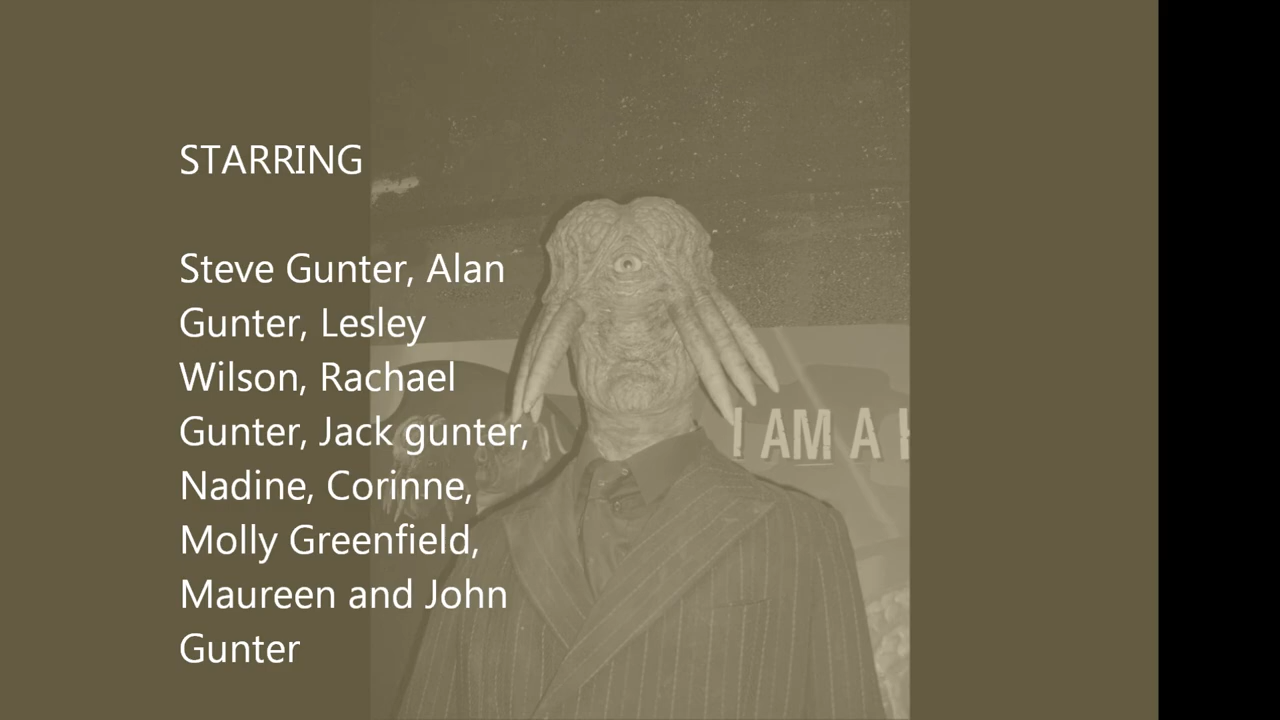 STARRING
Steve Gunter, Alan
Gunter, Lesley
Wilson, Rachael
Gunter, Jack gunter,
Nadine, Corinne,
Molly Greenfield,
Maureen and John
Gunter
I AM A